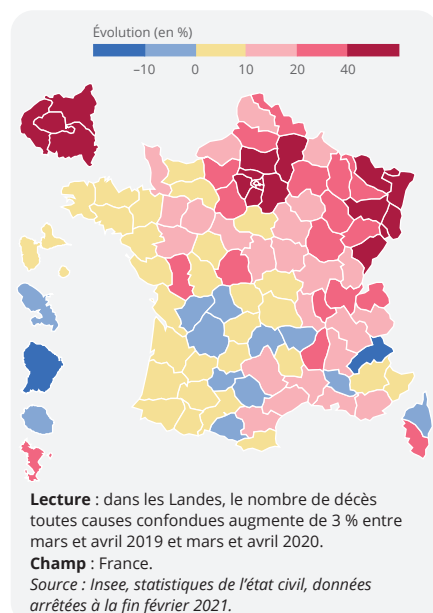 Évolution (en %)
–10 0 10 20 40
Lecture : dans les Landes, le nombre de décès
toutes causes confondues augmente de 3 % entre
mars et avril 2019 et mars et avril 2020.
Champ : France.
Source : Insee, statistiques de l’état civil, données
arrêtées à la fin février 2021.